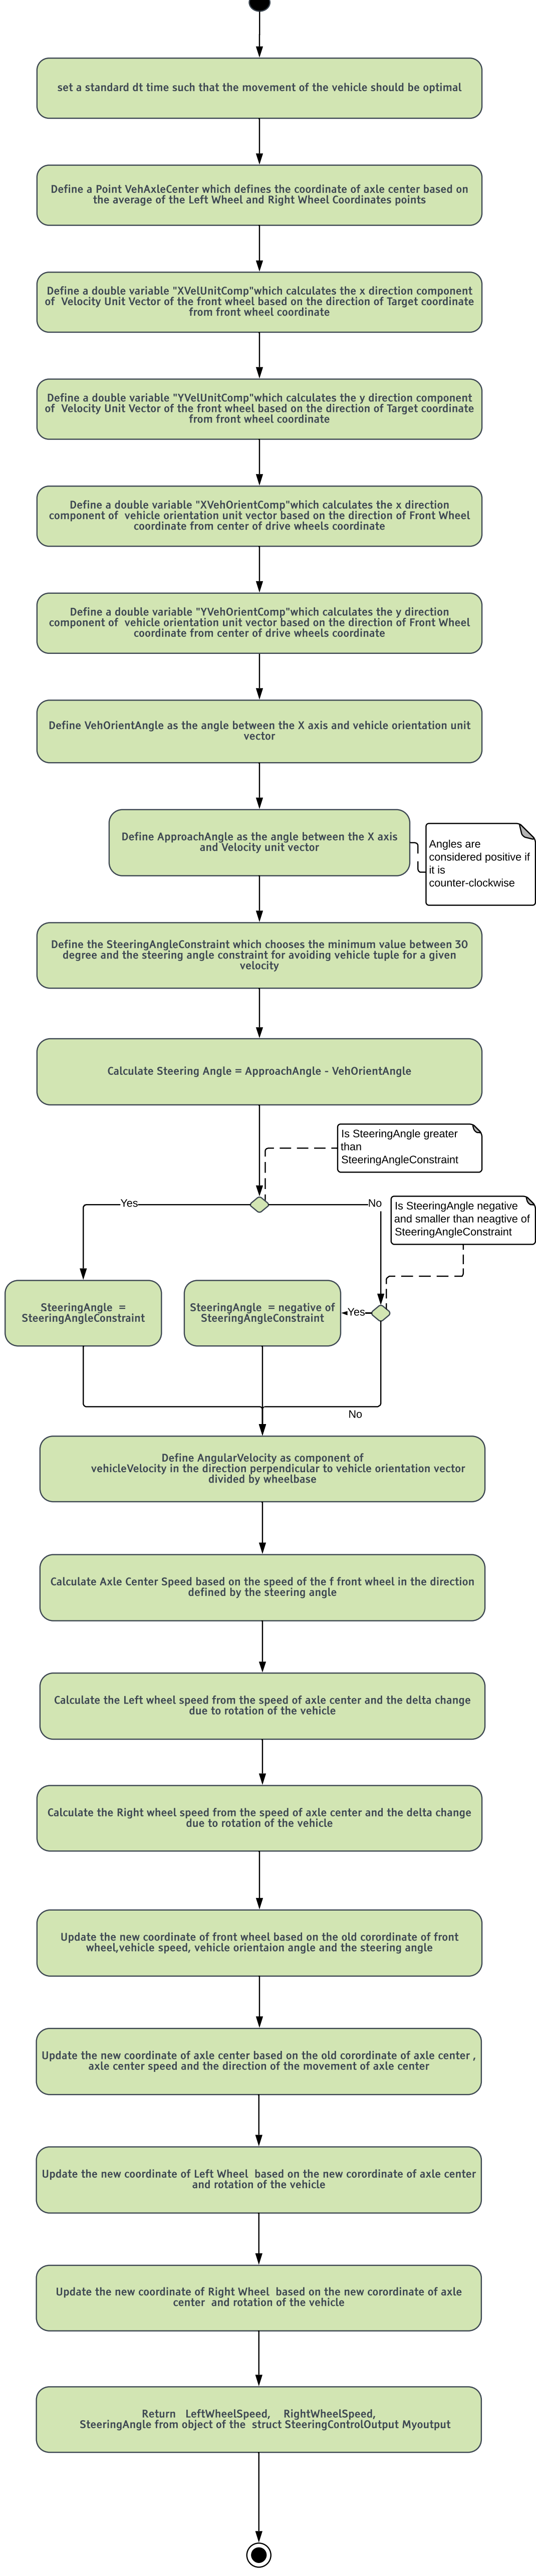 set a standard dt time such that the movement of the vehicle should be optimal
Define a Point VehAxleCenter which defines the coordinate of axle center based on
the average of the Left Wheel and Right Wheel Coordinates points
Define a double variable "XVelUnitComp"which calculates the x direction component
of Velocity Unit Vector of the front wheel based on the direction of Target coordinate
from front wheel coordinate
Define a double variable "YVelUnitComp"which calculates the y direction component
of Velocity Unit Vector of the front wheel based on the direction of Target coordinate
from front wheel coordinate
Define a double variable "XVehOrientComp"which calculates the x direction
component of vehicle orientation unit vector based on the direction of Front Wheel
coordinate from center of drive wheels coordinate
Define a double variable "YVehOrientComp"which calculates the y direction
component of vehicle orientation unit vector based on the direction of Front Wheel
coordinate from center of drive wheels coordinate
Define VehOrientAngle as the angle between the X axis and vehicle orientation unit
vector
Define ApproachAngle as the angle between the X axis
and Velocity unit vector
Angles are
considered positive if
it is
counter-clockwise
Define the SteeringAngleConstraint which chooses the minimum value between 30
degree and the steering angle constraint for avoiding vehicle tuple for a given
velocity
Calculate Steering Angle = ApproachAngle - VehOrientAngle
Is SteeringAngle greater
than
SteeringAngleConstraint
Yes
No
Is SteeringAngle negative
and smaller than neagtive of
SteeringAngleConstraint
SteeringAngle =
SteeringAngleConstraint
SteeringAngle = negative of
SteeringAngleConstraint
Yes
No
Define AngularVelocity as component of
vehicleVelocity in the direction perpendicular to vehicle orientation vector
divided by wheelbase
Calculate Axle Center Speed based on the speed of the f front wheel in the direction
defined by the steering angle
Calculate the Left wheel speed from the speed of axle center and the delta change
due to rotation of the vehicle
Calculate the Right wheel speed from the speed of axle center and the delta change
due to rotation of the vehicle
Update the new coordinate of front wheel based on the old corordinate of front
wheel,vehicle speed, vehicle orientaion angle and the steering angle
Update the new coordinate of axle center based on the old corordinate of axle center ,
axle center speed and the direction of the movement of axle center
Update the new coordinate of Left Wheel based on the new corordinate of axle center
and rotation of the vehicle
Update the new coordinate of Right Wheel based on the new corordinate of axle
center and rotation of the vehicle
Return LeftWheelSpeed, RightWheelSpeed,
SteeringAngle from object of the struct SteeringControlOutput Myoutput